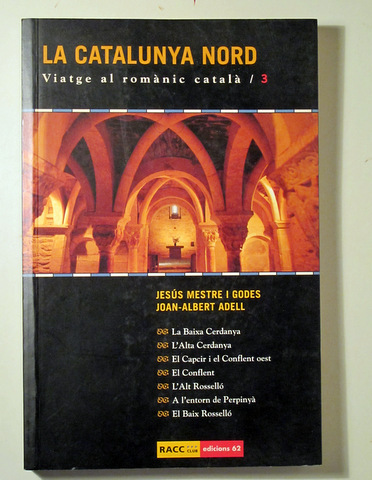 LA CATALUNYA NORD
Viatge al romànic català / 3
JESÚS MESTRE I GODES
JOAN-ALBERT ADELL
La Baixa Cerdanya
L'Alta Cerdanya
El Capcir i el Conflent oest
El Conflent
L'Alt Rosselló
A l'entorn de Perpinyà
El Baix Rosselló
RACC CLUB edicions 62